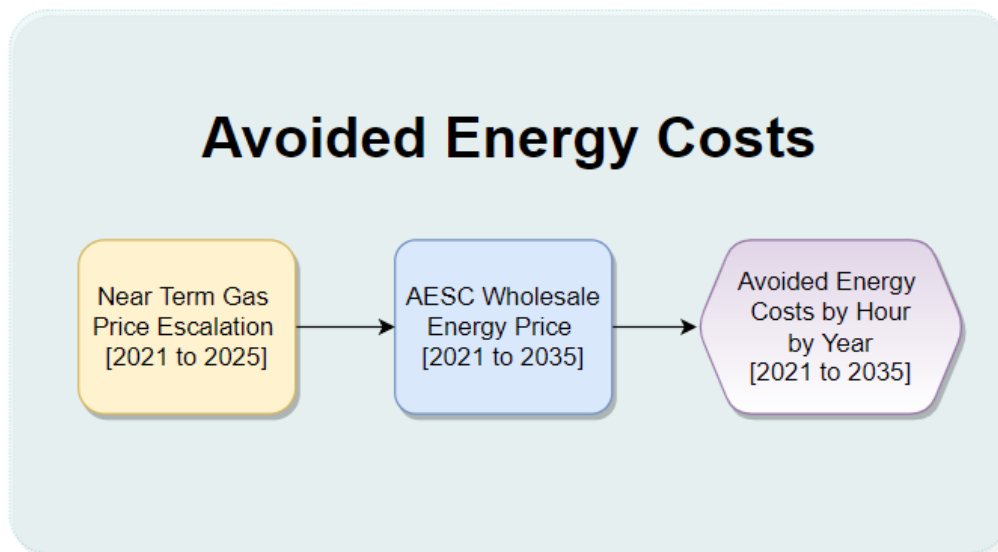 Avoided Energy Costs
Near Term Gas
Price Escalation
[2021 to 2025]
AESC Wholesale
Energy Price
[2021 to 2035]
Avoided Energy
Costs by Hour
by Year
[2021 to 2035]